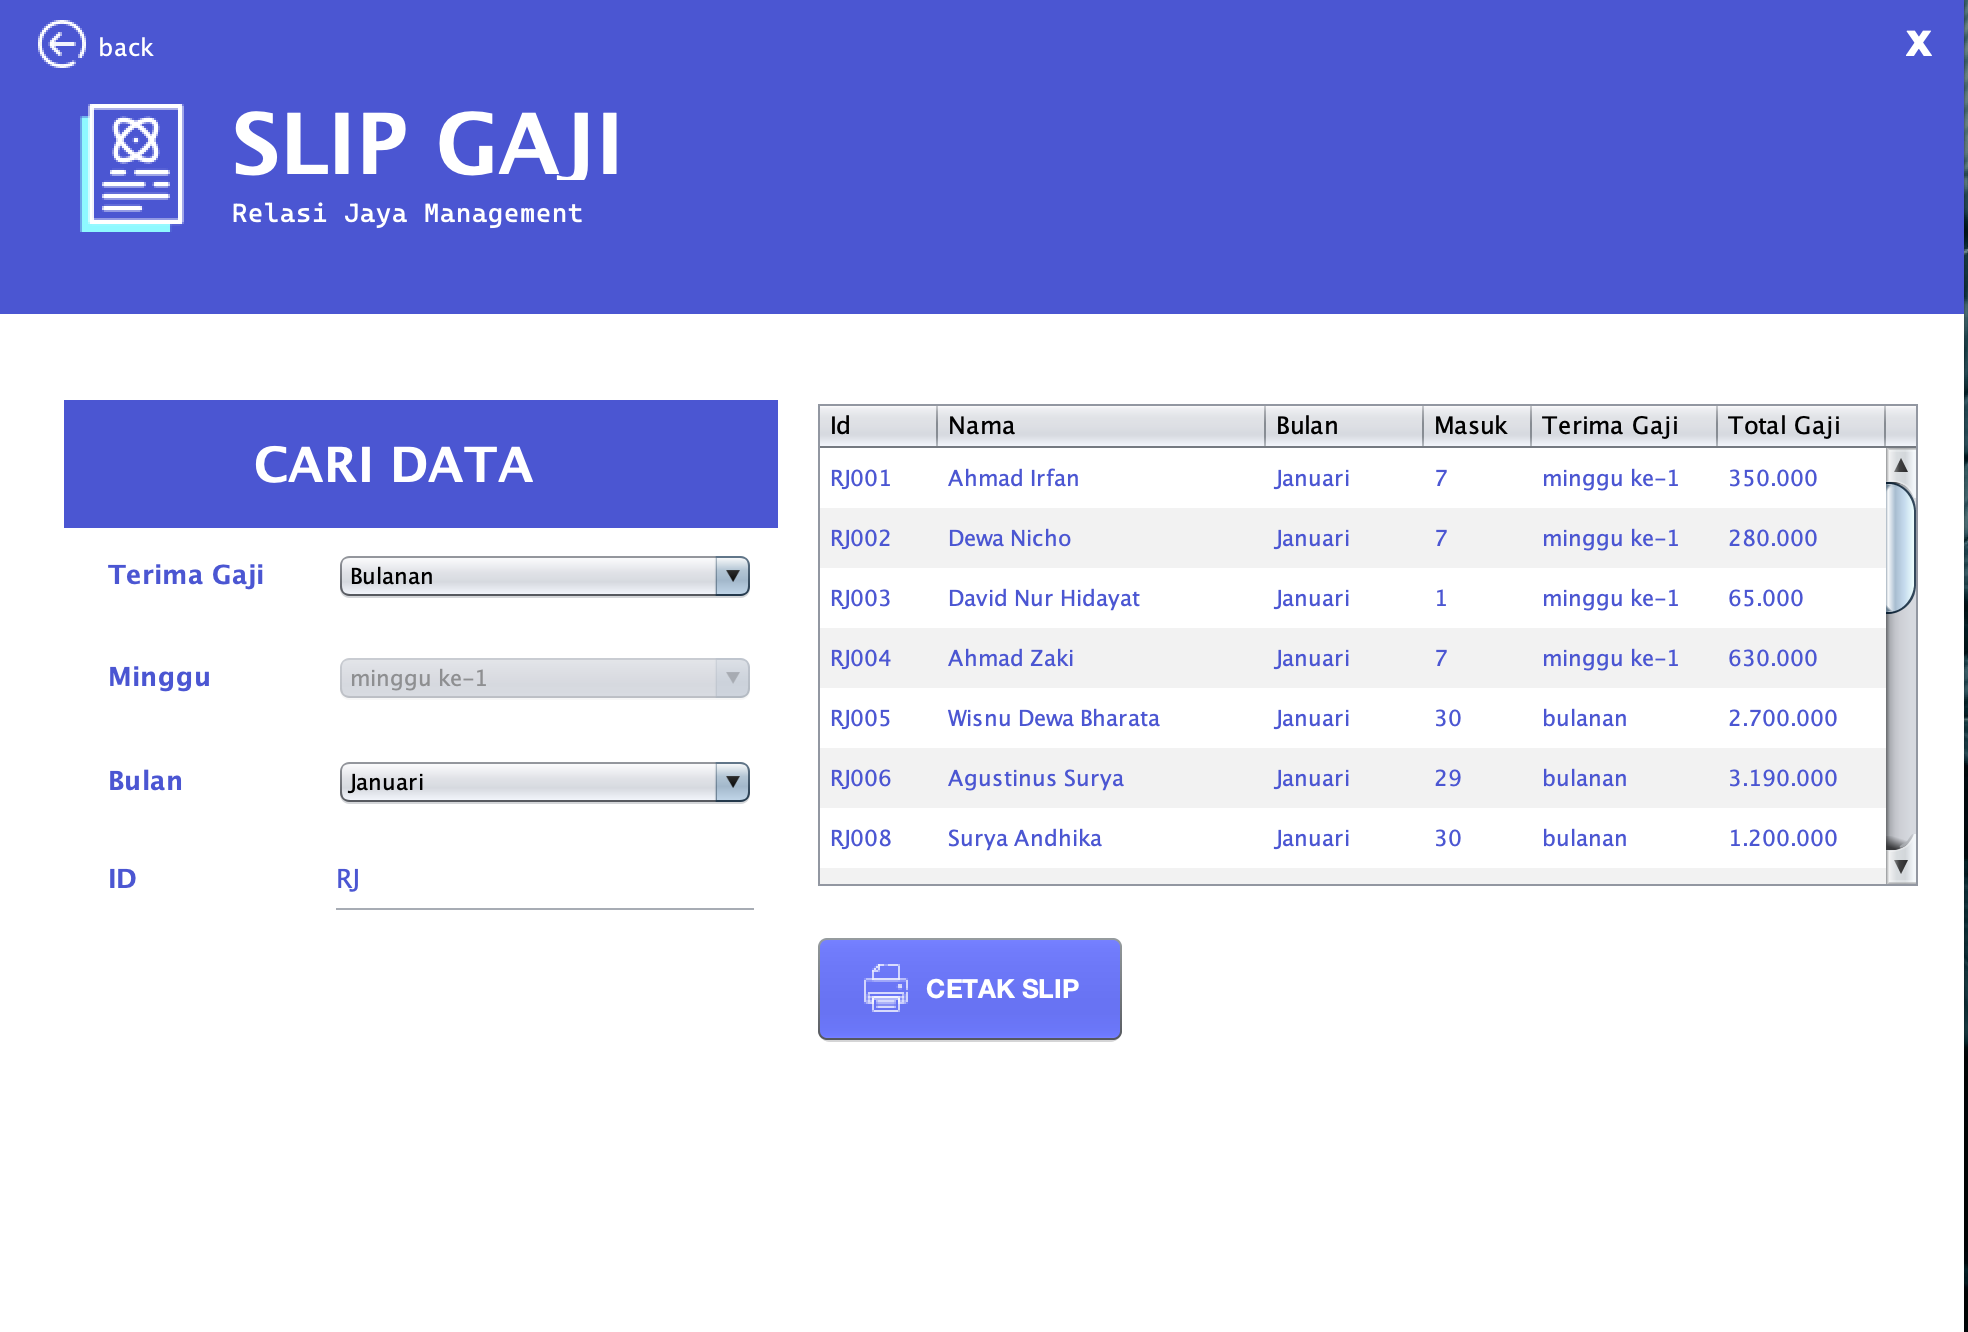 back
X
SLIP GAJI
Relasi Jaya Management
CARI DATA
Terima Gaji Bulanan
Minggu minggu ke-1
Bulan Januari
ID RJ
Id Nama Bulan Masuk Terima Gaji Total Gaji
RJ001 Ahmad Irfan Januari 7 minggu ke-1 350.000
RJ002 Dewa Nicho Januari 7 minggu ke-1 280.000
RJ003 David Nur Hidayat Januari 1 minggu ke-1 65.000
RJ004 Ahmad Zaki Januari 7 minggu ke-1 630.000
RJ005 Wisnu Dewa Bharata Januari 30 bulanan 2.700.000
RJ006 Agustinus Surya Januari 29 bulanan 3.190.000
RJ008 Surya Andhika Januari 30 bulanan 1.200.000
CETAK SLIP